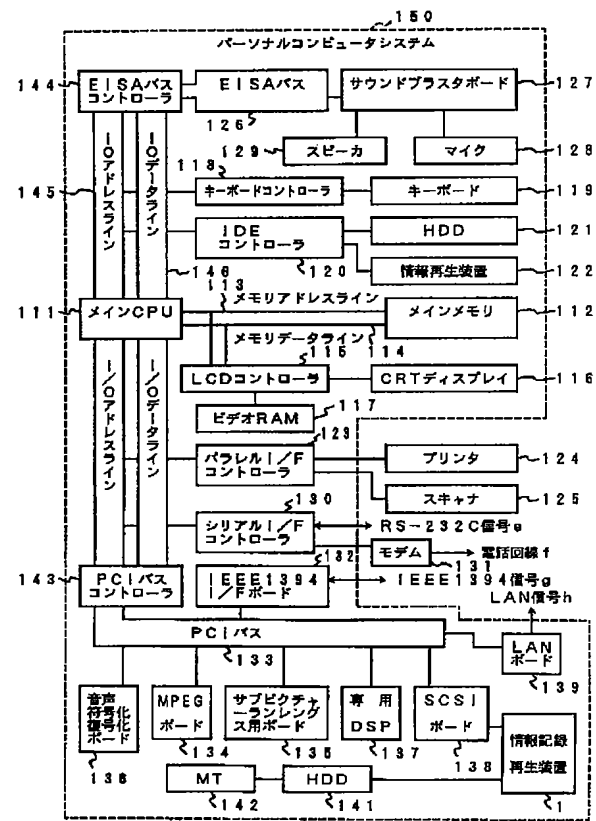 150
パーソナルコンピュータシステム
144
EISAバス
コントローラ
EISAバス
126
サウンドブラスタボード
127
129
スピーカ
マイク
128
118
キーボードコントローラ
キーボード
119
145
IOアドレスライン
IOデータライン
IDE
コントローラ
120
HDD
121
146
情報再生装置
122
113
メモリアドレスライン
111
メインCPU
メインメモリ
112
メモリデータライン
114
115
LCDコントローラ
CRTディスプレイ
116
ビデオRAM
117
I/Oアドレスライン
I/Oデータライン
123
パラレルI/F
コントローラ
プリンタ
124
スキャナ
125
130
シリアルI/F
コントローラ
RS-232C信号e
モデム
131
電話回線f
132
143
PCIバス
コントローラ
IEEE1394
I/Fボード
IEEE1394信号g
LAN信号h
PCIバス
133
LAN
ボード
139
音声
符号化
復号化
ボード
136
MPEG
ボード
134
サブピクチャ
ーランレング
ス用ボード
135
専用
DSP
137
SCSI
ボード
138
情報記録
再生装置
1
MT
142
HDD
141